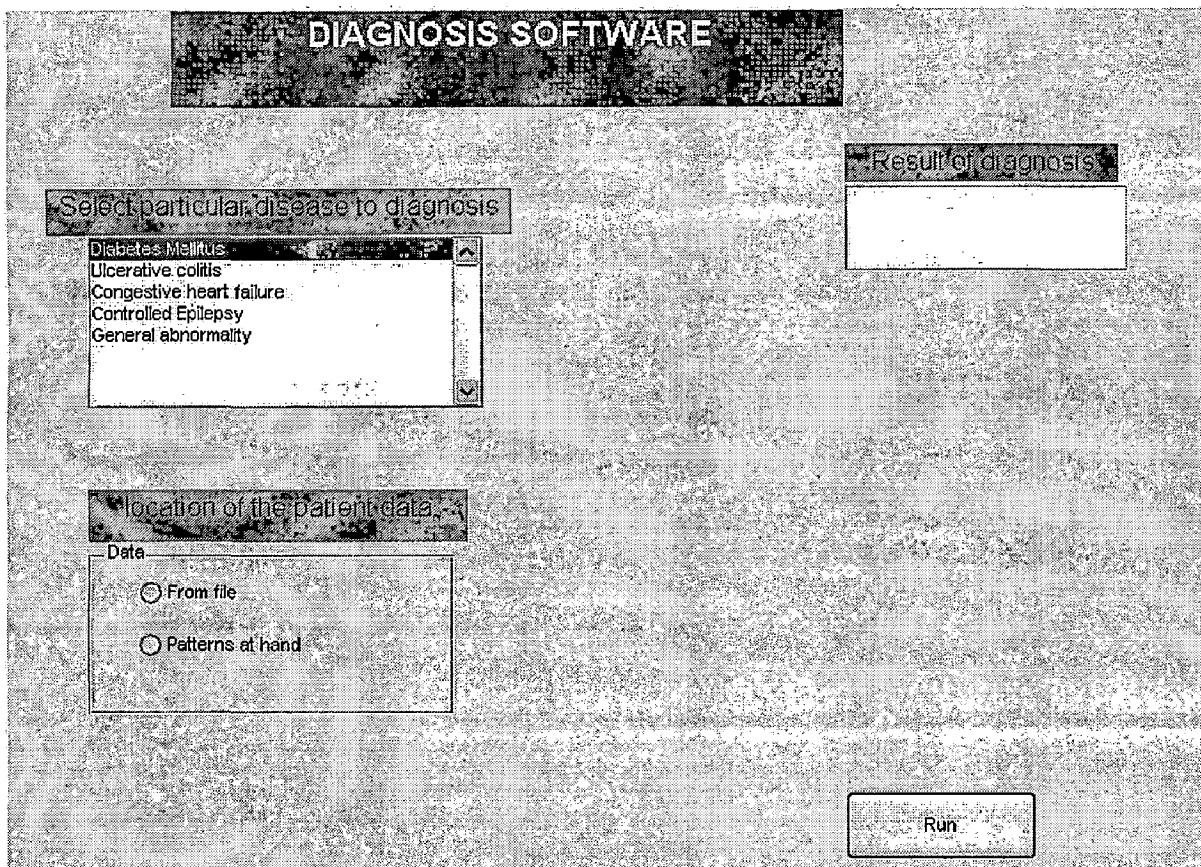 DIAGNOSIS SOFTWARE
Result of diagnosis
Select particular disease to diagnosis
Diabetes Mellitus
Ulcerative colitis
Congestive heart failure
Controlled Epilepsy
General abnormality
location of the patient data
Data
From file
Patterns at hand
Run